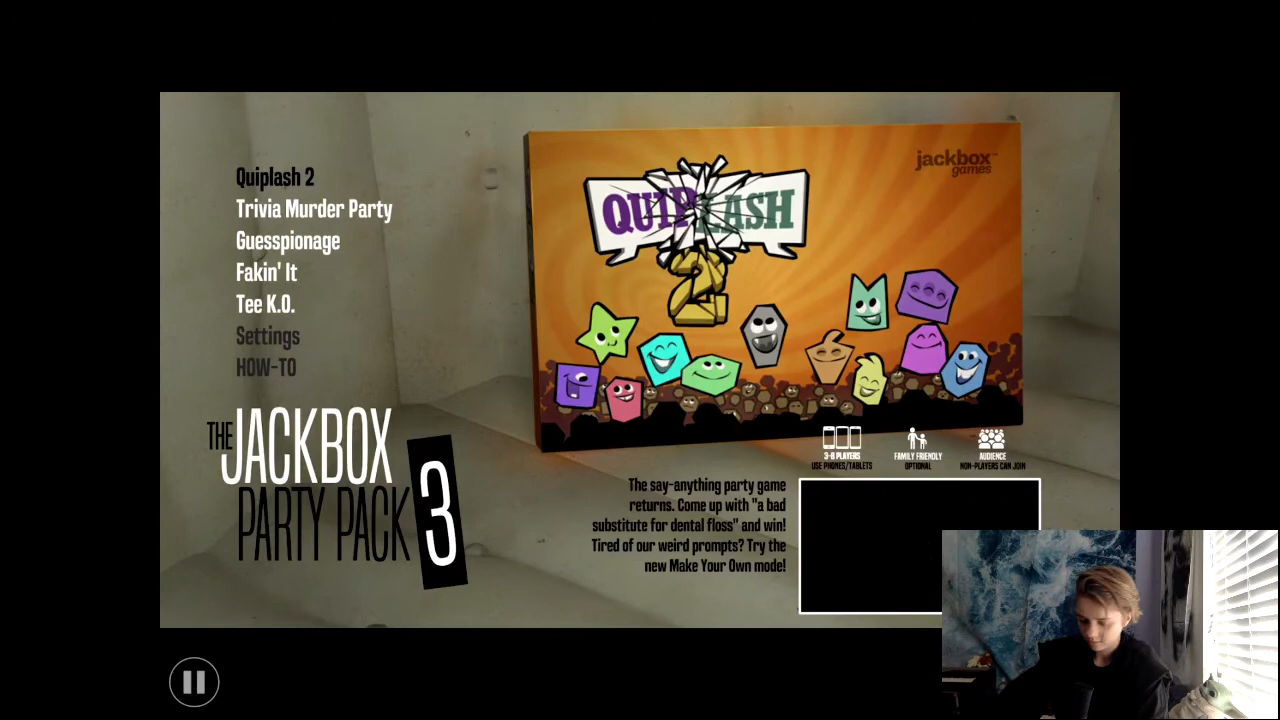 Quiplash 2
Trivia Murder Party
Guesspionage
Fakin' It
Tee K.O.
Settings
HOW-TO
THE JACKBOX
PARTY PACK 3
jackbox
games
QUIPLASH
2
3-8 PLAYERS
USE PHONES/TABLETS
FAMILY FRIENDLY
OPTIONAL
AUDIENCE
NON-PLAYERS CAN JOIN
The say-anything party game
returns. Come up with "a bad
substitute for dental floss" and win!
Tired of our weird prompts? Try the
new Make Your Own mode!